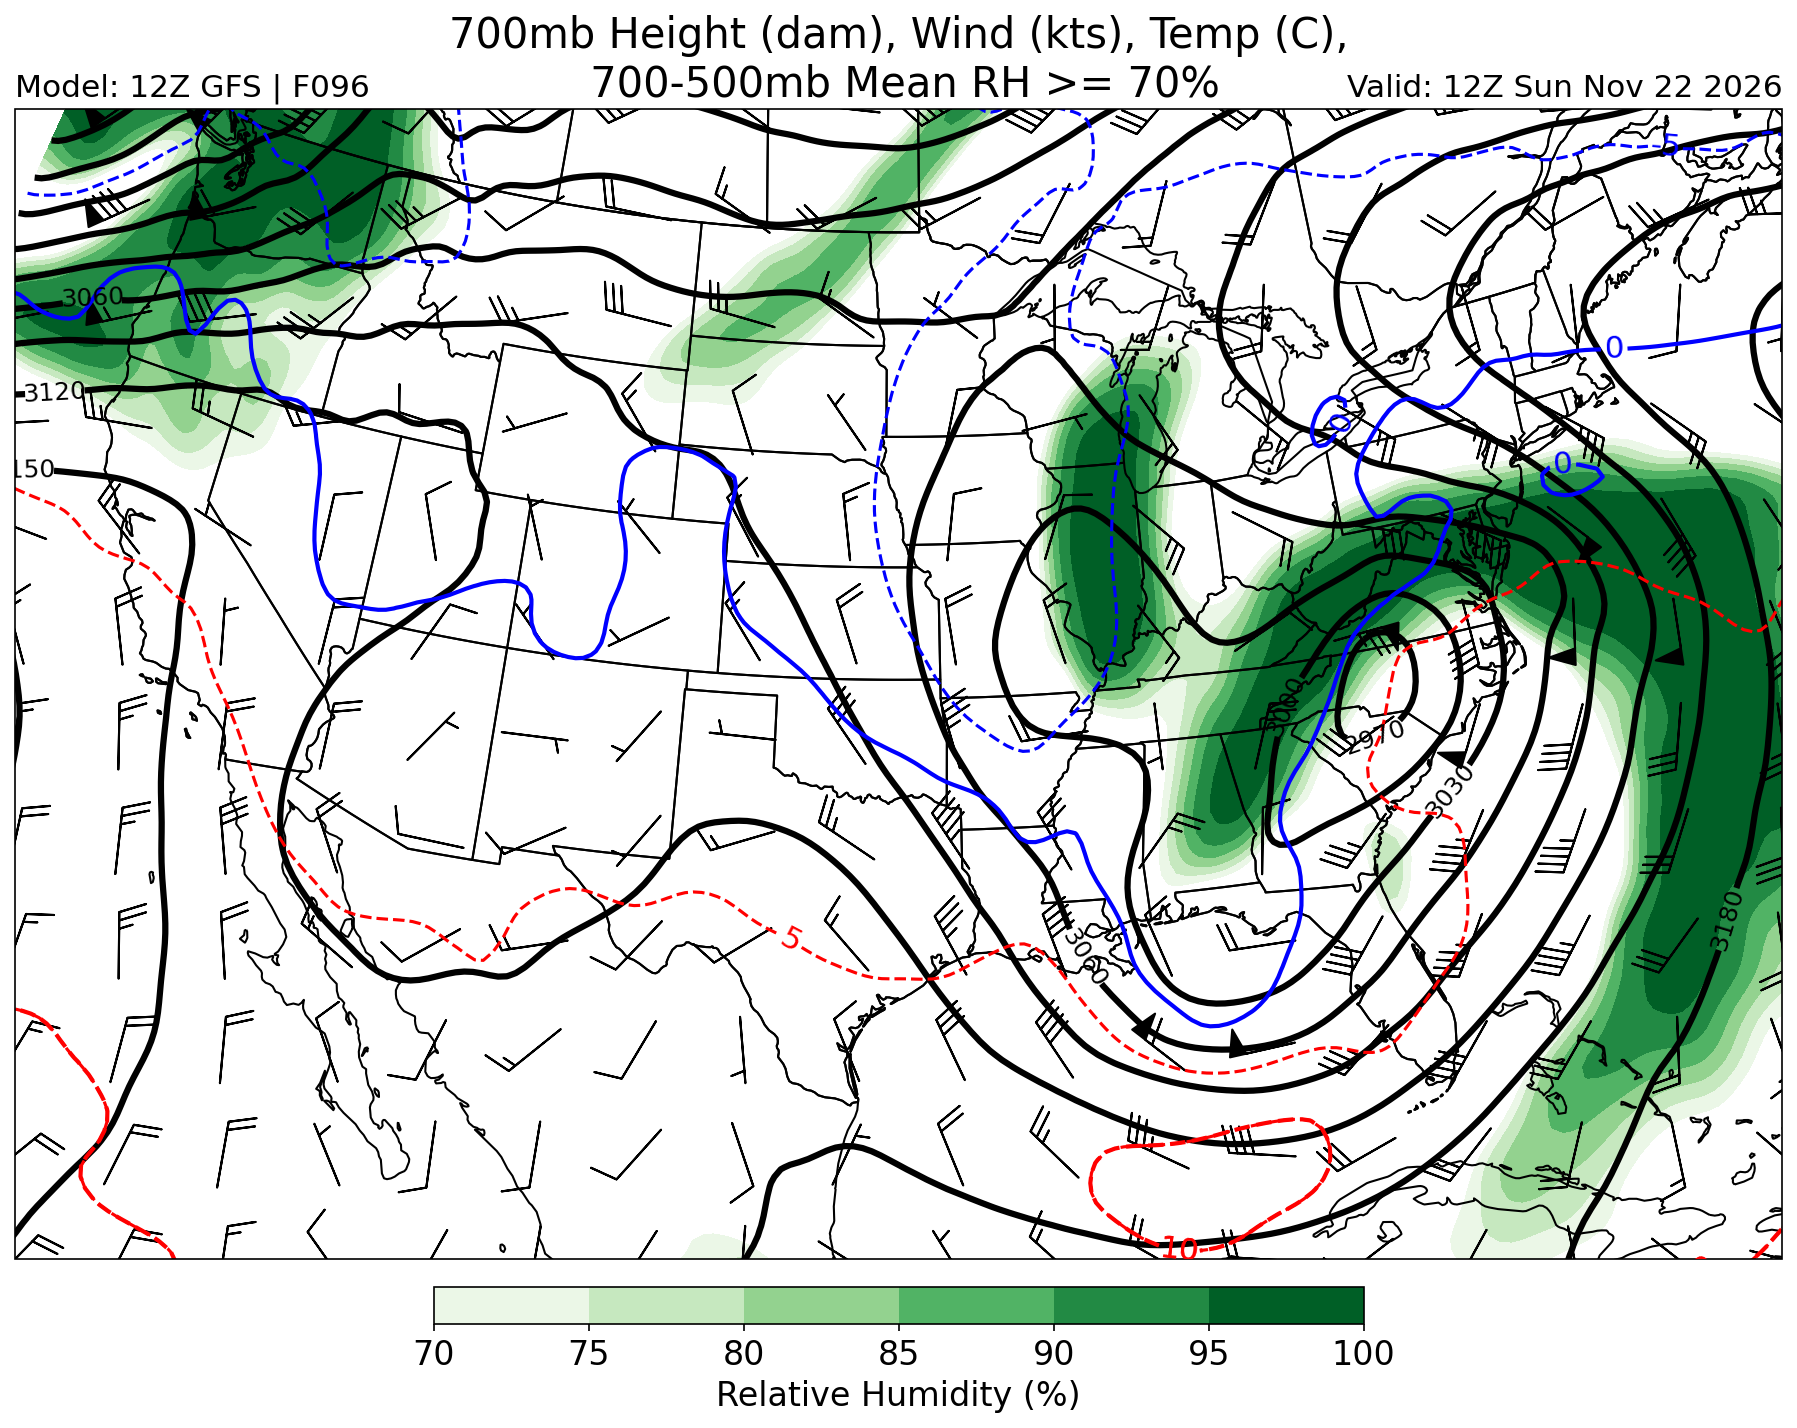 700mb Height (dam), Wind (kts), Temp (C),
700-500mb Mean RH >= 70%
Model: 12Z GFS | F096
Valid: 12Z Sun Nov 22 2026
5
3060
0
3120
0
0
150
3000
2970
3030
5
3060
3180
10
70 75 80 85 90 95 100
Relative Humidity (%)